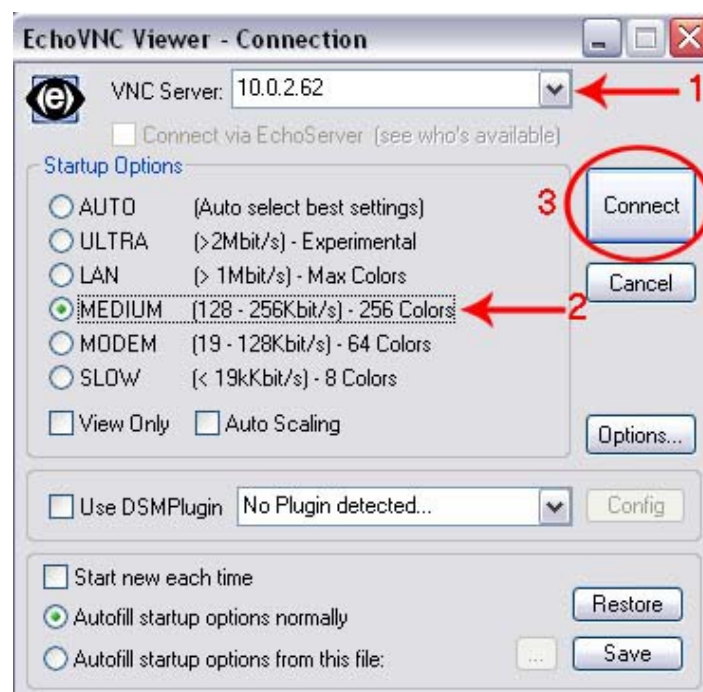 EchoVNC Viewer - Connection
(e) VNC Server: 10.0.2.62 1
Connect via EchoServer (see who's available)
Startup Options
AUTO (Auto select best settings) 3 Connect
ULTRA (>2Mbit/s) - Experimental
LAN (> 1Mbit/s) - Max Colors Cancel
MEDIUM (128 - 256Kbit/s) - 256 Colors 2
MODEM (19 - 128Kbit/s) - 64 Colors
SLOW (< 19kKbit/s) - 8 Colors
View Only Auto Scaling Options...
Use DSMPlugin No Plugin detected... Config
Start new each time
Autofill startup options normally Restore
Autofill startup options from this file: ... Save